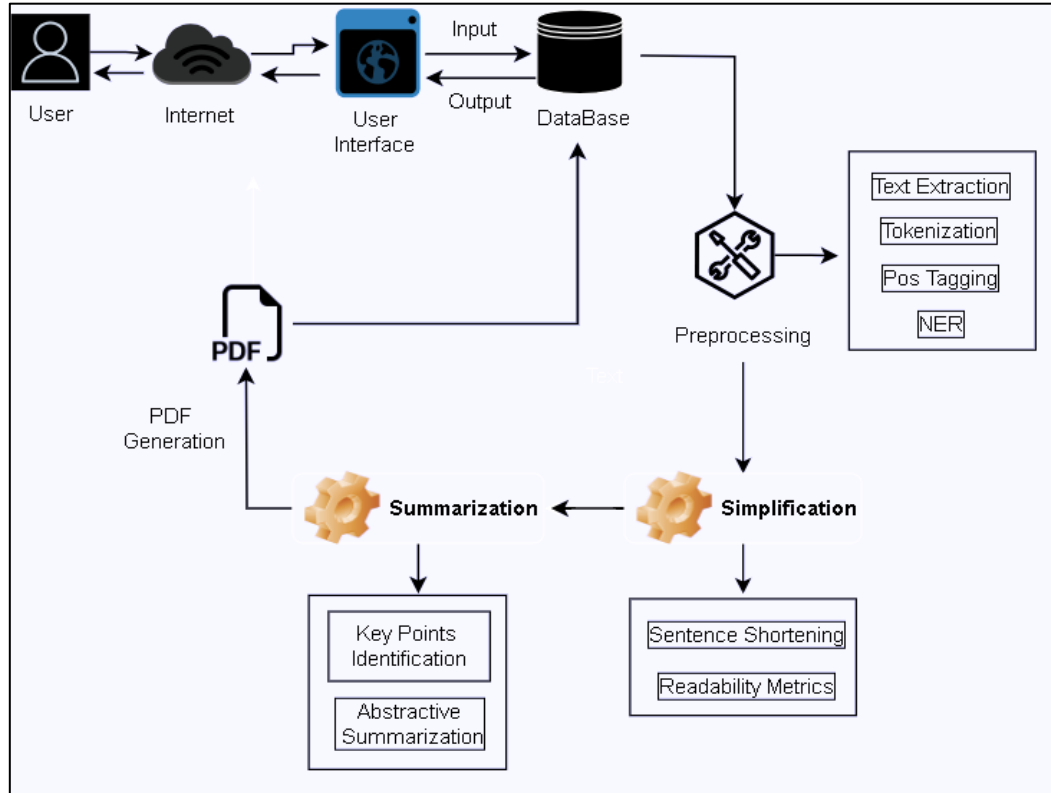 Input
Output
User
Internet
User
Interface
DataBase
Text Extraction
Tokenization
Pos Tagging
NER
Preprocessing
PDF
Text
PDF
Generation
Summarization
Simplification
Key Points
Identification
Abstractive
Summarization
Sentence Shortening
Readability Metrics